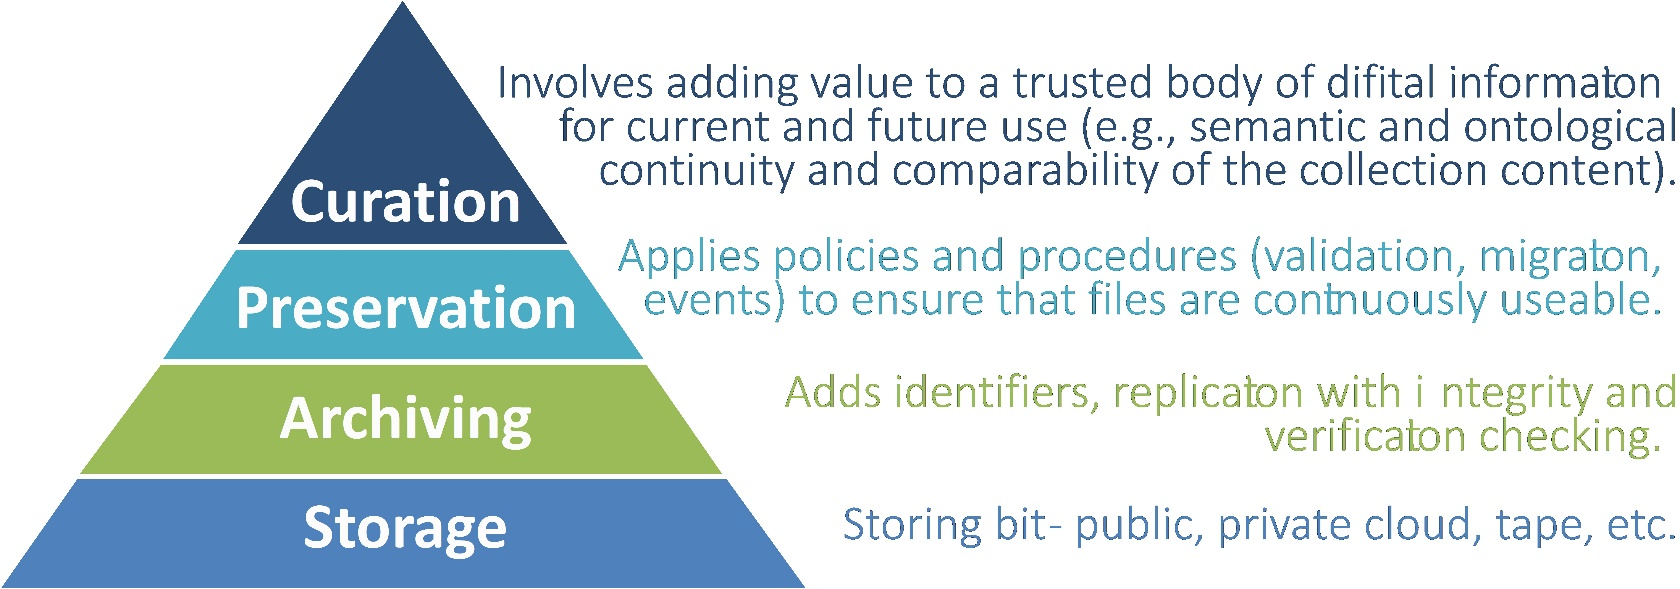 Involves adding value to a trusted body of difital informaton
for current and future use (e.g., semantic and ontological
continuity and comparability of the collection content).
Curation
Applies policies and procedures (validation, migraton,
events) to ensure that files are contnuously useable.
Preservation
Adds identifiers, replicaton with i ntegrity and
verificaton checking.
Archiving
Storing bit- public, private cloud, tape, etc.
Storage